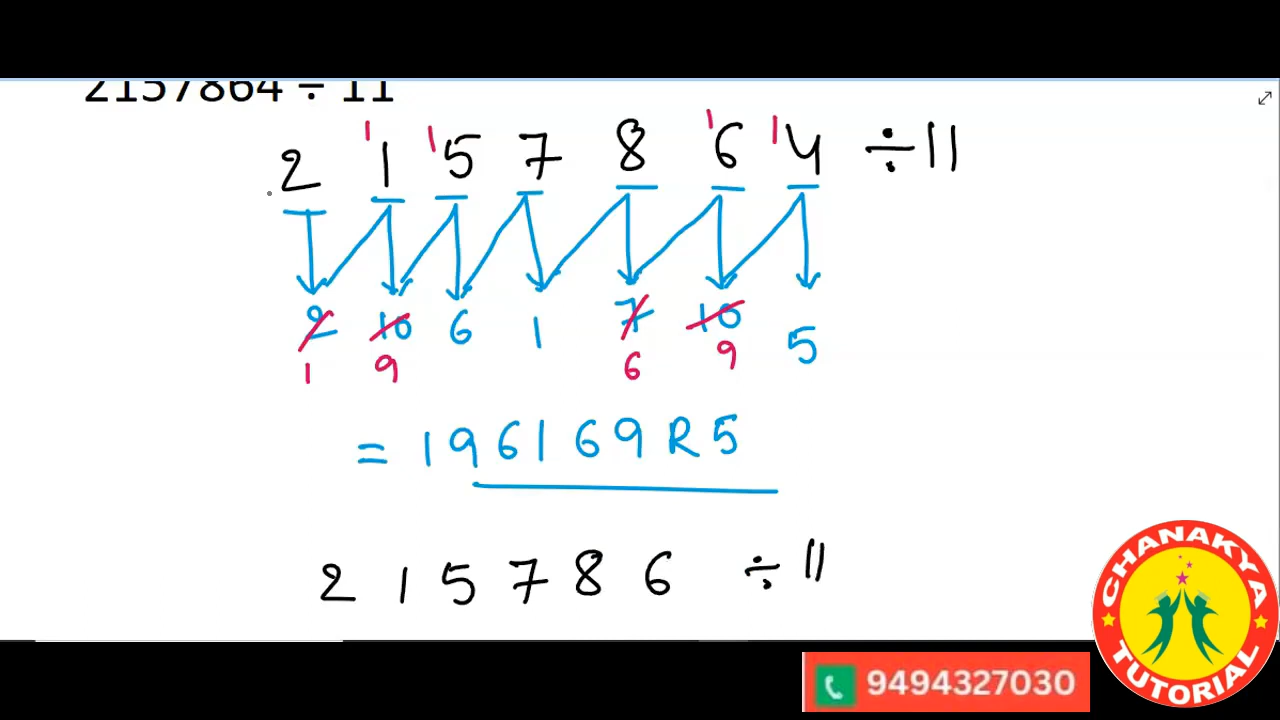 2157864 ÷ 11
2 1 1 5 1 7 8 1 6 1 4 ÷ 11
2 10 6 1 7 10 5
1 9 6 9
= 1 9 6 1 6 9 R 5
2 1 5 7 8 6 ÷ 11
CHANAKYA
TUTORIAL
9494327030